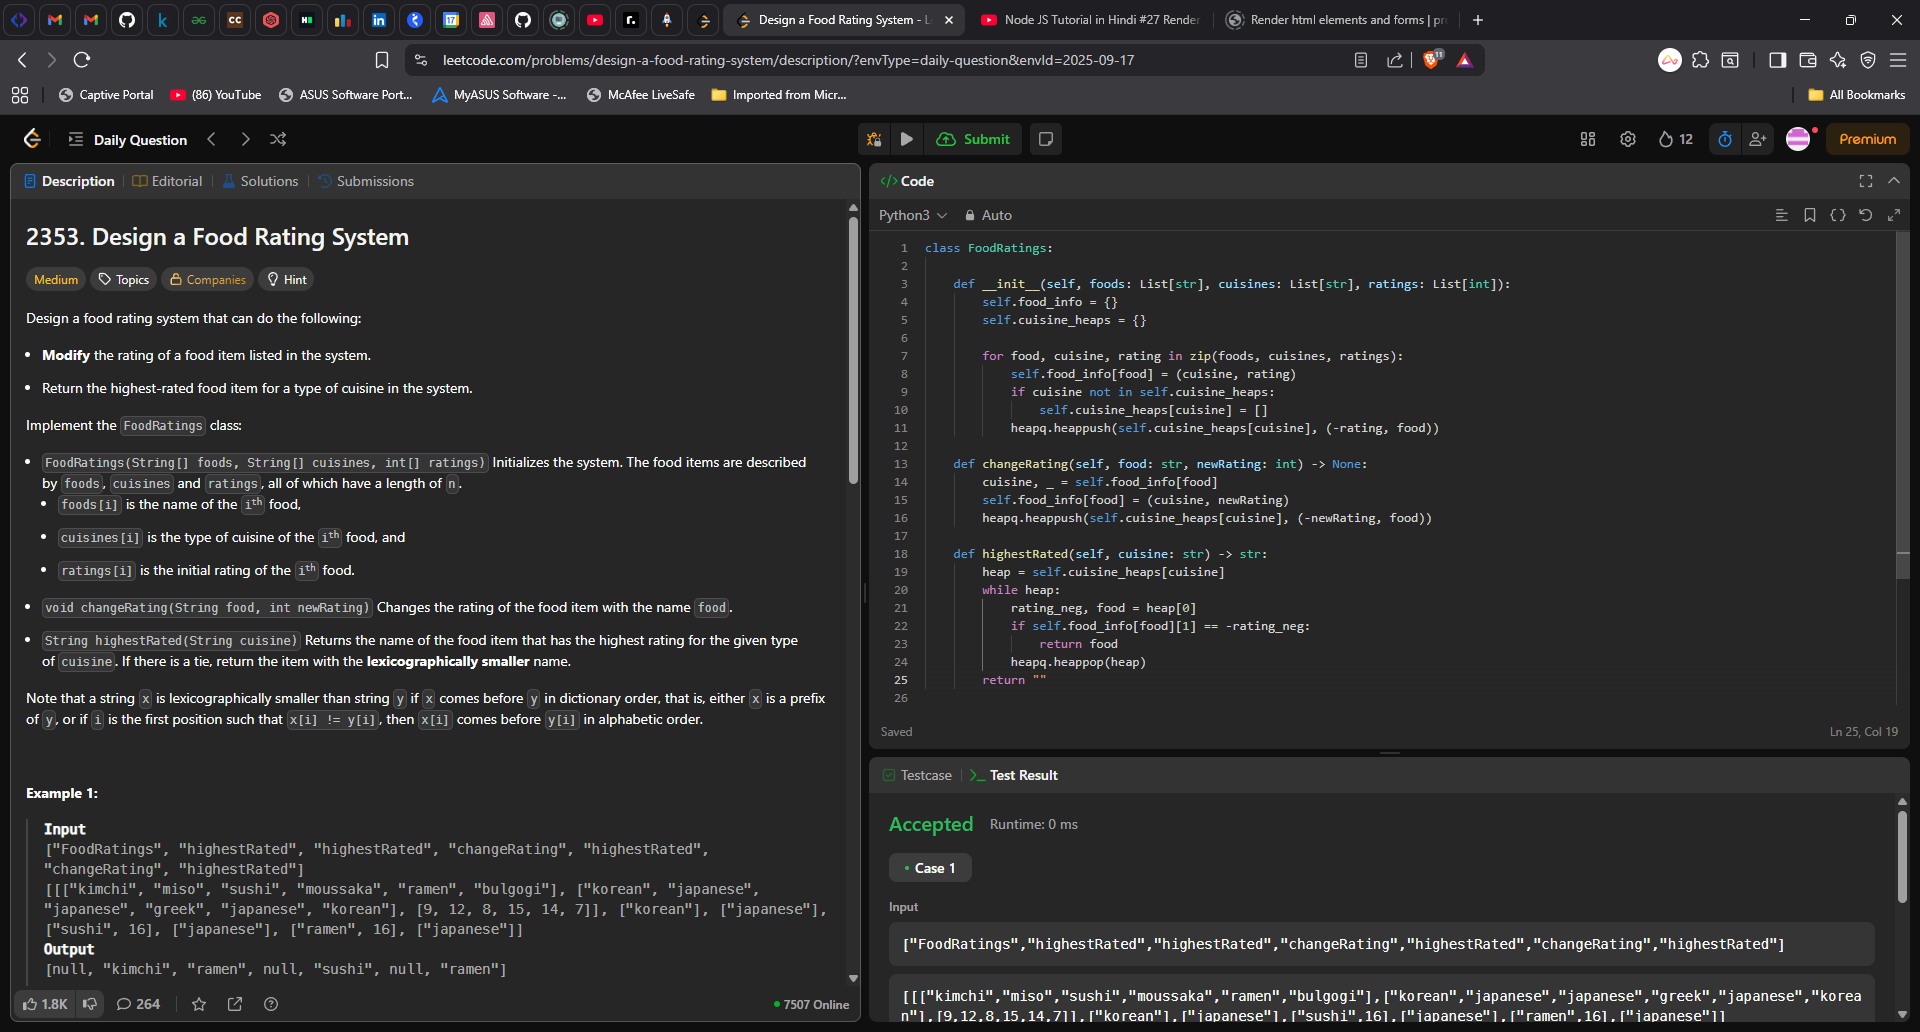 Design a Food Rating System - L
Node JS Tutorial in Hindi #27 Render
Render html elements and forms | pr
leetcode.com/problems/design-a-food-rating-system/description/?envType=daily-question&envId=2025-09-17
11
Captive Portal
(86) YouTube
ASUS Software Port...
MyASUS Software -...
McAfee LiveSafe
Imported from Micr...
All Bookmarks
Daily Question
Submit
12
Premium
Description
Editorial
Solutions
Submissions
2353. Design a Food Rating System
Medium
Topics
Companies
Hint
Design a food rating system that can do the following:
• Modify the rating of a food item listed in the system.
• Return the highest-rated food item for a type of cuisine in the system.
Implement the FoodRatings class:
• FoodRatings(String[] foods, String[] cuisines, int[] ratings) Initializes the system. The food items are described
by foods, cuisines and ratings, all of which have a length of n.
• foods[i] is the name of the ith food,
• cuisines[i] is the type of cuisine of the ith food, and
• ratings[i] is the initial rating of the ith food.
• void changeRating(String food, int newRating) Changes the rating of the food item with the name food.
• String highestRated(String cuisine) Returns the name of the food item that has the highest rating for the given type
of cuisine. If there is a tie, return the item with the lexicographically smaller name.
Note that a string x is lexicographically smaller than string y if x comes before y in dictionary order, that is, either x is a prefix
of y, or if i is the first position such that x[i] != y[i], then x[i] comes before y[i] in alphabetic order.
Example 1:
Input
["FoodRatings", "highestRated", "highestRated", "changeRating", "highestRated",
"changeRating", "highestRated"]
[[["kimchi", "miso", "sushi", "moussaka", "ramen", "bulgogi"], ["korean", "japanese",
"japanese", "greek", "japanese", "korean"], [9, 12, 8, 15, 14, 7]], ["korean"], ["japanese"],
["sushi", 16], ["japanese"], ["ramen", 16], ["japanese"]]
Output
[null, "kimchi", "ramen", null, "sushi", null, "ramen"]
1.8K
264
7507 Online
</> Code
Python3
Auto
1 class FoodRatings:
2
3 def __init__(self, foods: List[str], cuisines: List[str], ratings: List[int]):
4 self.food_info = {}
5 self.cuisine_heaps = {}
6
7 for food, cuisine, rating in zip(foods, cuisines, ratings):
8 self.food_info[food] = (cuisine, rating)
9 if cuisine not in self.cuisine_heaps:
10 self.cuisine_heaps[cuisine] = []
11 heapq.heappush(self.cuisine_heaps[cuisine], (-rating, food))
12
13 def changeRating(self, food: str, newRating: int) -> None:
14 cuisine, _ = self.food_info[food]
15 self.food_info[food] = (cuisine, newRating)
16 heapq.heappush(self.cuisine_heaps[cuisine], (-newRating, food))
17
18 def highestRated(self, cuisine: str) -> str:
19 heap = self.cuisine_heaps[cuisine]
20 while heap:
21 rating_neg, food = heap[0]
22 if self.food_info[food][1] == -rating_neg:
23 return food
24 heapq.heappop(heap)
25 return ""
26
Saved
Ln 25, Col 19
Testcase
Test Result
Accepted
Runtime: 0 ms
• Case 1
Input
["FoodRatings","highestRated","highestRated","changeRating","highestRated","changeRating","highestRated"]
[[["kimchi","miso","sushi","moussaka","ramen","bulgogi"],["korean","japanese","japanese","greek","japanese","korea
n"],[9,12,8,15,14,7]],["korean"],["japanese"],["sushi",16],["japanese"],["ramen",16],["japanese"]]